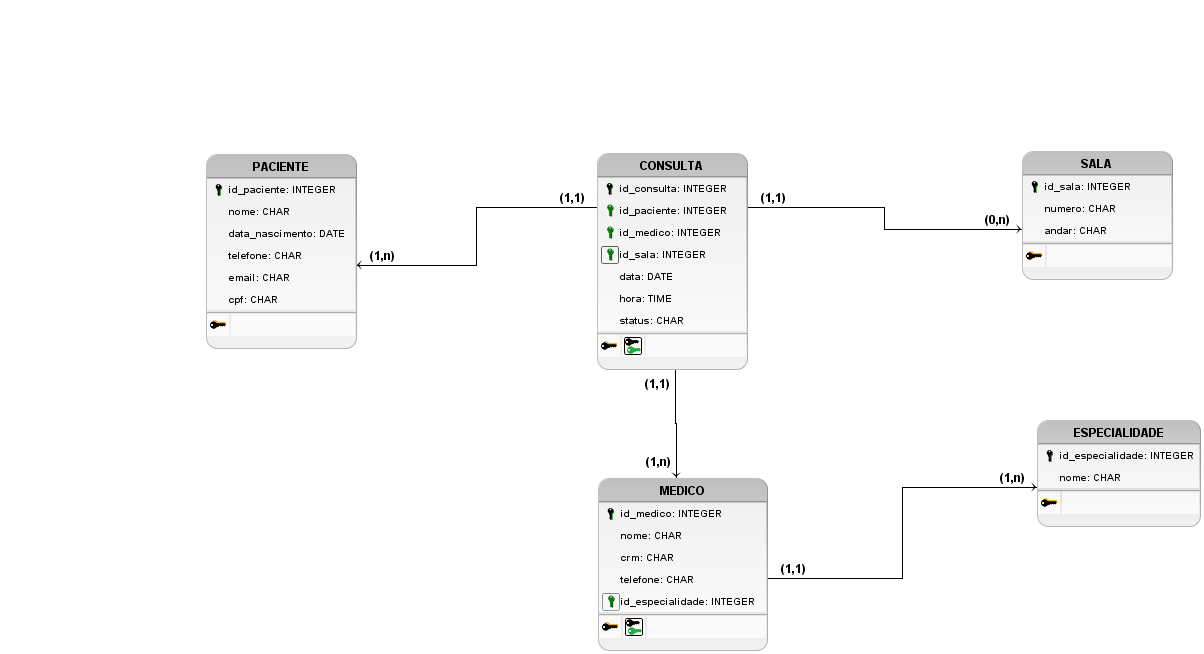 PACIENTE
id_paciente: INTEGER
nome: CHAR
data_nascimento: DATE
telefone: CHAR
email: CHAR
cpf: CHAR
(1,n)
(1,1)
CONSULTA
id_consulta: INTEGER
id_paciente: INTEGER
id_medico: INTEGER
id_sala: INTEGER
data: DATE
hora: TIME
status: CHAR
(1,1)
(0,n)
SALA
id_sala: INTEGER
numero: CHAR
andar: CHAR
(1,1)
(1,n)
MEDICO
id_medico: INTEGER
nome: CHAR
crm: CHAR
telefone: CHAR
id_especialidade: INTEGER
(1,1)
(1,n)
ESPECIALIDADE
id_especialidade: INTEGER
nome: CHAR